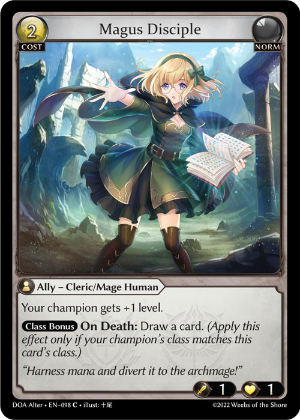 2
COST
Magus Disciple
NORM
Ally – Cleric/Mage Human
Your champion gets +1 level.
Class Bonus On Death: Draw a card. (Apply this
effect only if your champion's class matches
this card's class.)
"Harness mana and divert it to the archmage!"
1
1
DOA Alter • EN-098 C • illust: 十尾
©2022 Weebs of the Shore